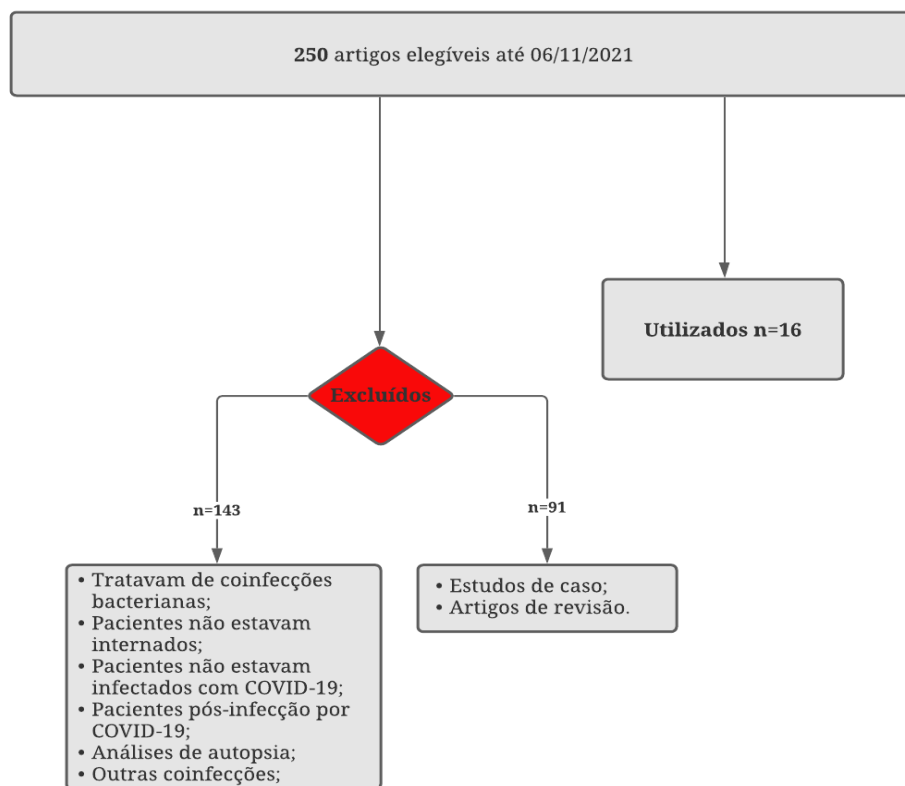 250 artigos elegíveis até 06/11/2021
Utilizados n=16
Excluídos
n=143
n=91
• Tratavam de coinfecções
bacterianas;
• Pacientes não estavam
internados;
• Pacientes não estavam
infectados com COVID-19;
• Pacientes pós-infecção por
COVID-19;
• Análises de autopsia;
• Outras coinfecções;
• Estudos de caso;
• Artigos de revisão.